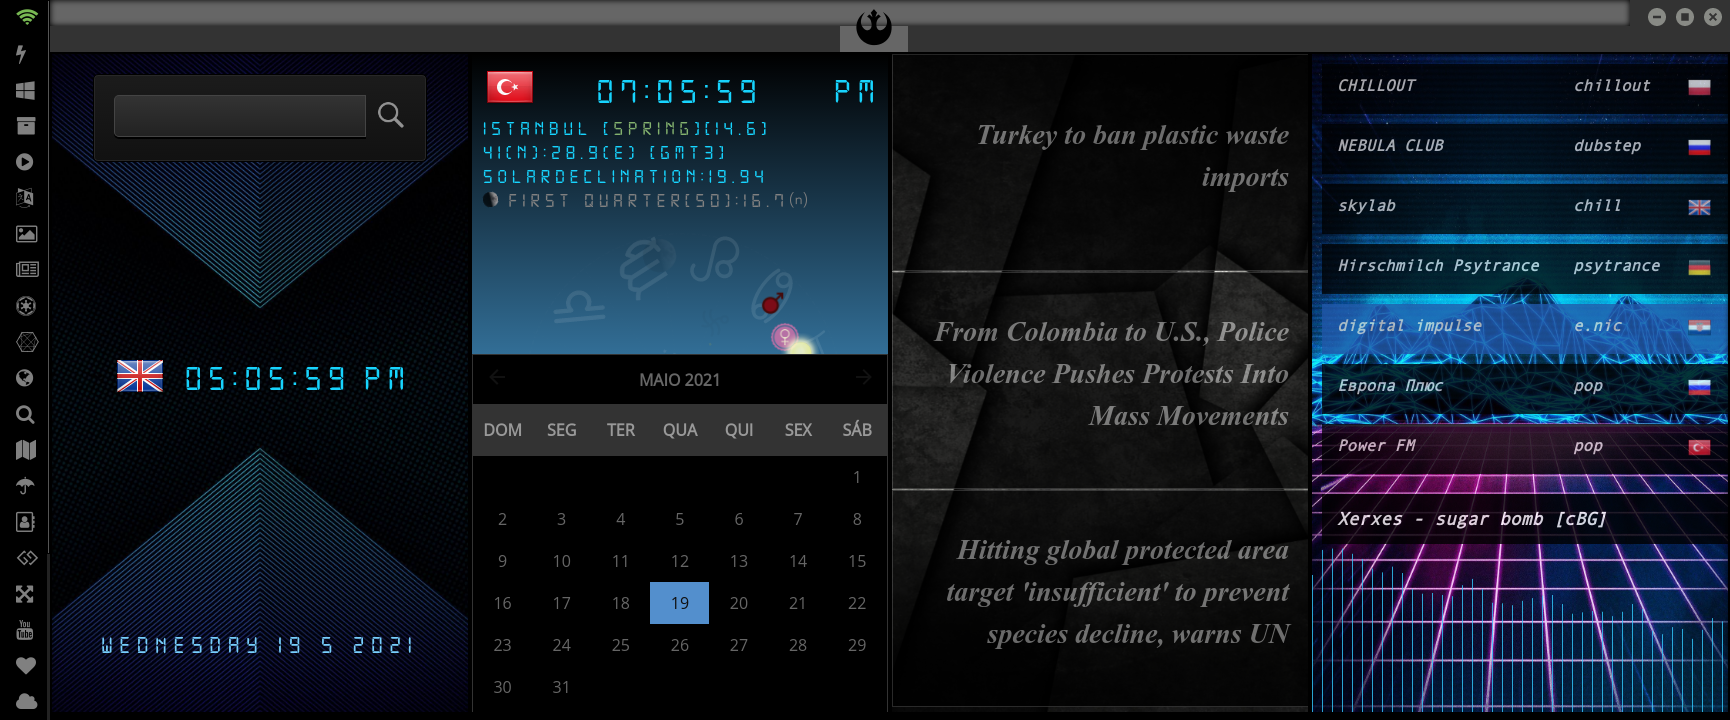 05:05:59 PM
WEDNESDAY 19 5 2021
07:05:59 PM
ISTANBUL [SPRING](14.6)
41(N):28.9(E) [GMT3]
SOLARDECLINATION:19.94
FIRST QUARTER(50):16.7(n)
MAIO 2021
DOM SEG TER QUA QUI SEX SÁB
1
2 3 4 5 6 7 8
9 10 11 12 13 14 15
16 17 18 19 20 21 22
23 24 25 26 27 28 29
30 31
Turkey to ban plastic waste
imports
From Colombia to U.S., Police
Violence Pushes Protests Into
Mass Movements
Hitting global protected area
target 'insufficient' to prevent
species decline, warns UN
CHILLOUT chillout
NEBULA CLUB dubstep
skylab chill
Hirschmilch Psytrance psytrance
digital impulse e.nic
Европа Плюс pop
Power FM pop
Xerxes - sugar bomb [cBG]
You
Tube